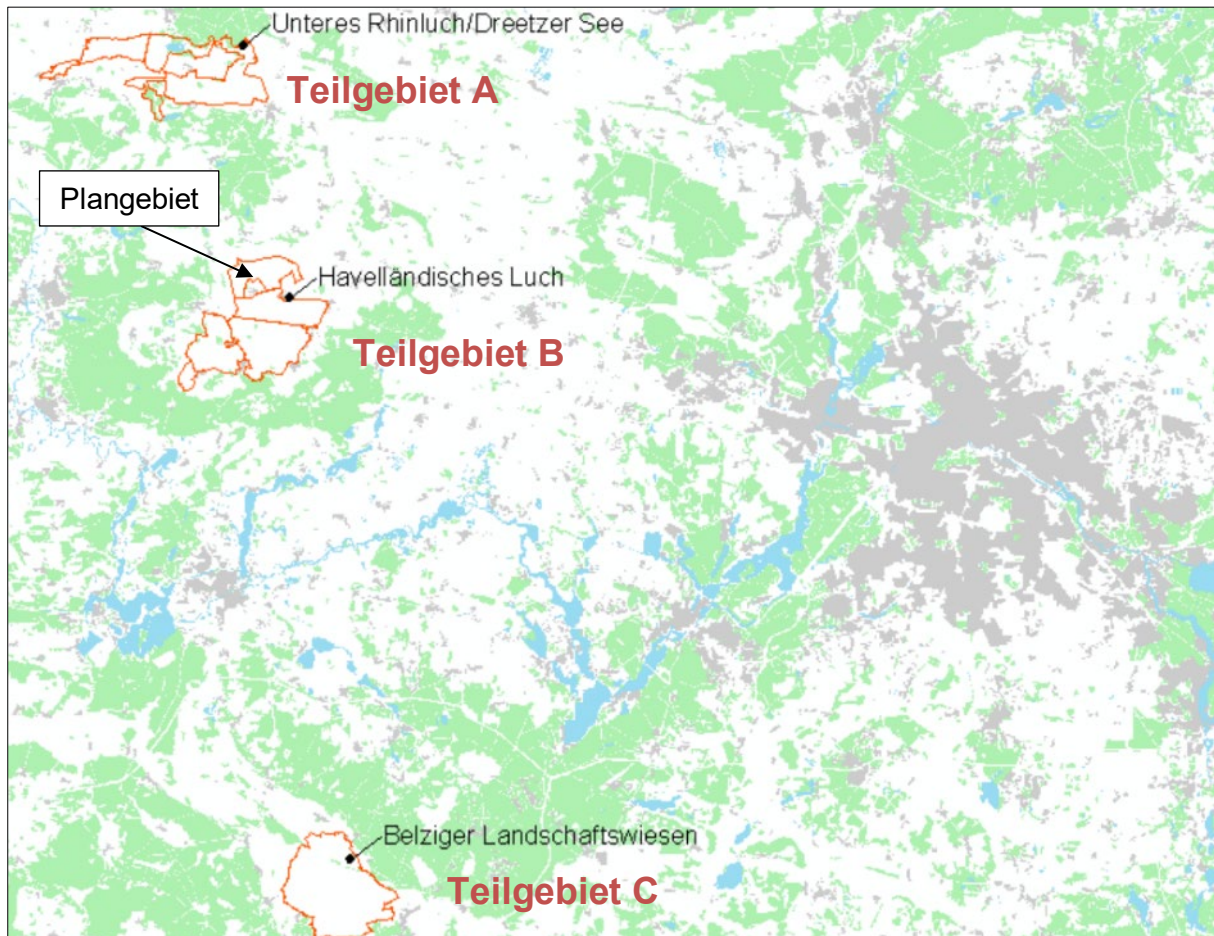 Unteres Rhinluch/Dreetzer See
Teilgebiet A
Plangebiet
Havelländisches Luch
Teilgebiet B
Belziger Landschaftswiesen
Teilgebiet C